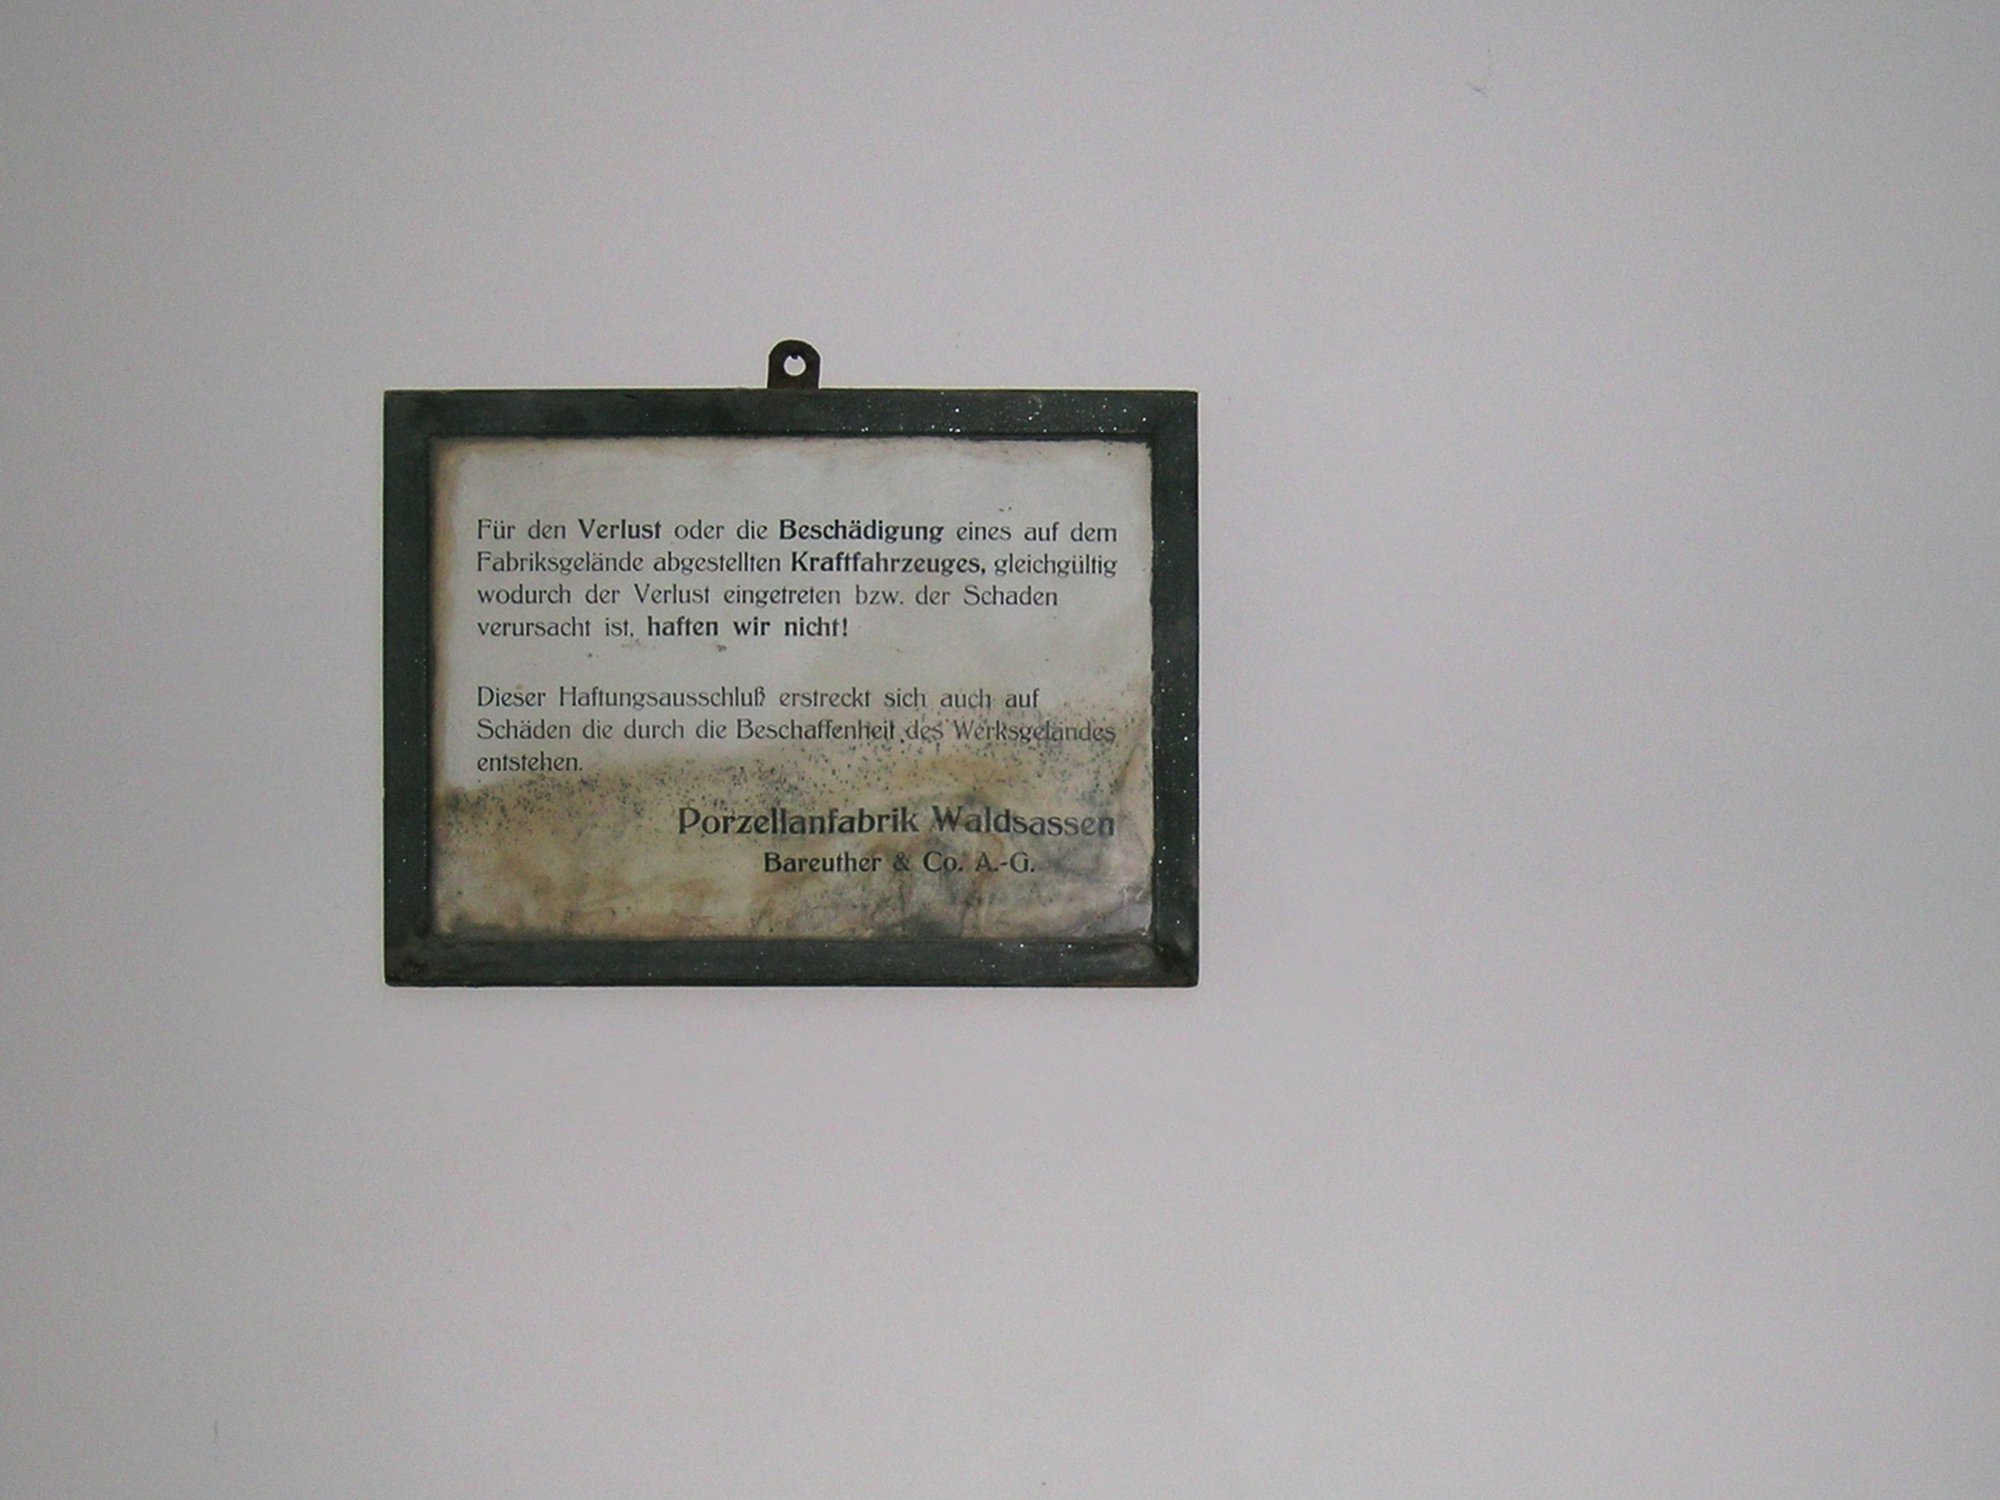 Für den Verlust oder die Beschädigung eines auf dem
Fabriksgelände abgestellten Kraftfahrzeuges, gleichgültig
wodurch der Verlust eingetreten bzw. der Schaden
verursacht ist, haften wir nicht!
Dieser Haftungsausschluß erstreckt sich auch auf
Schäden die durch die Beschaffenheit des Werksgeländes
entstehen.
Porzellanfabrik Waldsassen
Bareuther & Co. A.-G.